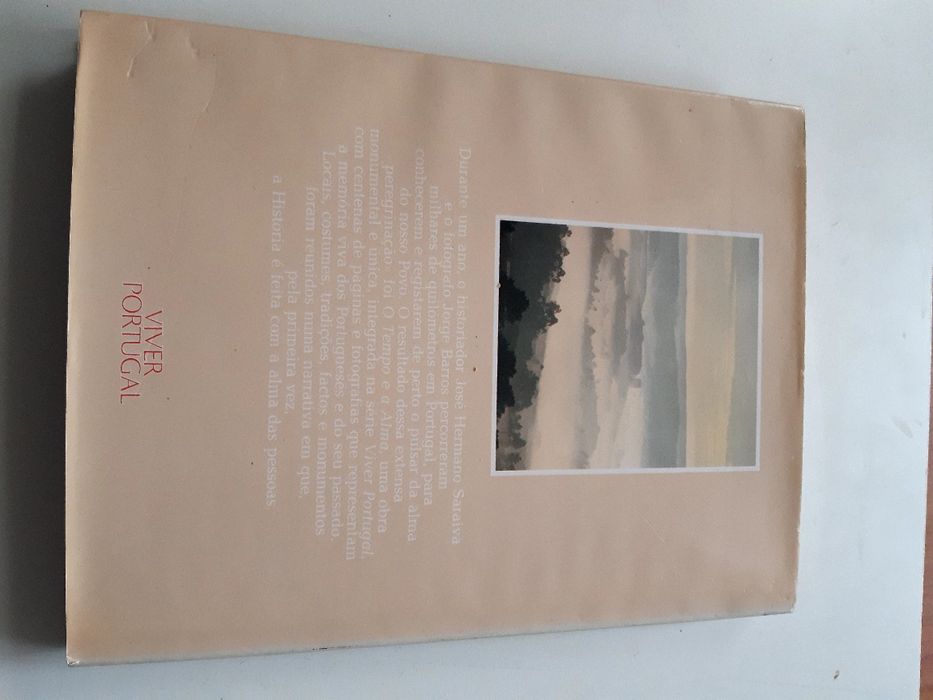 Durante um ano, o historiador José Hermano Saraiva
e o fotógrafo Jorge Barros percorreram
milhares de quilómetros em Portugal, para
conhecerem e registarem de perto o pulsar da alma
do nosso Povo. O resultado dessa extensa
peregrinação foi O Tempo e a Alma, uma obra
monumental e única, integrada na série Viver Portugal,
com centenas de páginas e fotografias que representam
a memória viva dos Portugueses e do seu passado.
Locais, costumes, tradições, factos e monumentos
foram reunidos numa narrativa em que,
pela primeira vez,
a História é feita com a alma das pessoas
VIVER
PORTUGAL